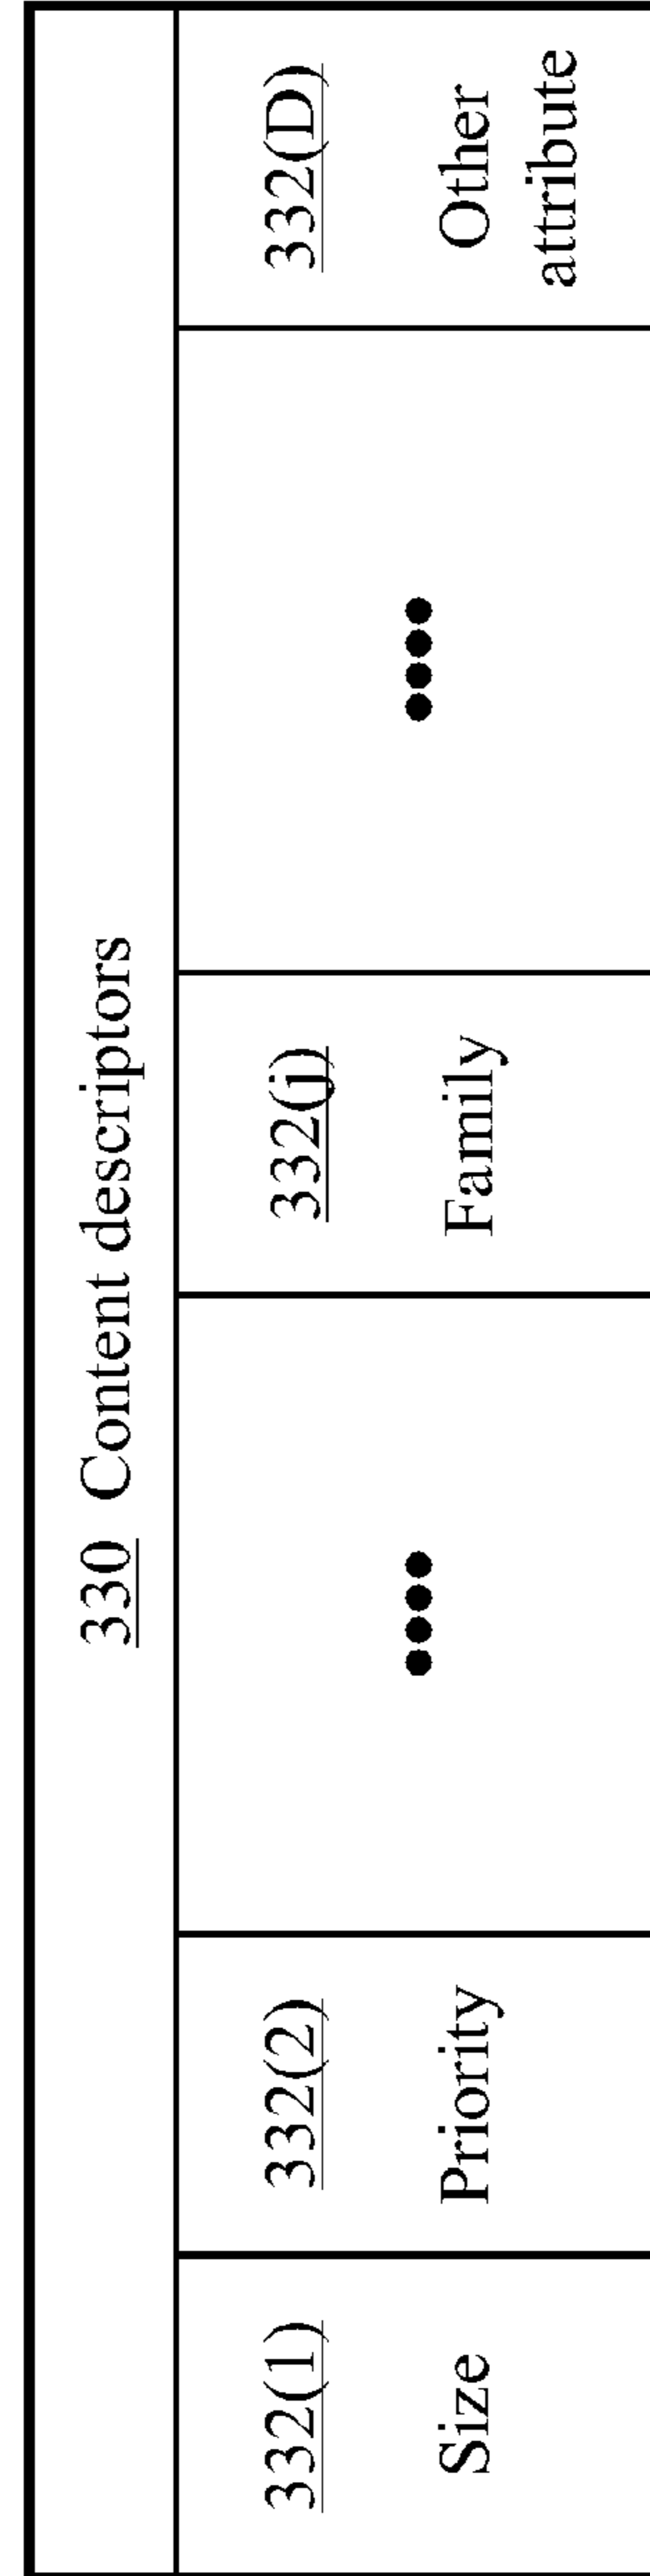 330 Content descriptors
332(1)
Size
332(2)
Priority
332(j)
Family
332(D)
Other
attribute